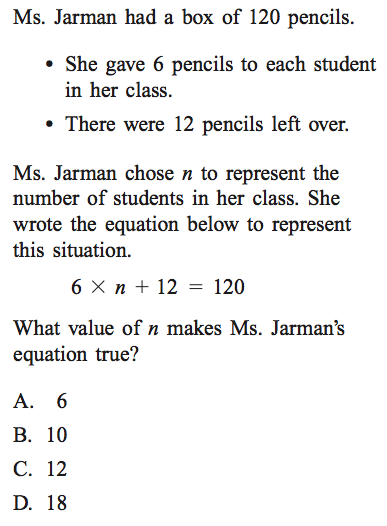 Ms. Jarman had a box of 120 pencils.
• She gave 6 pencils to each student
in her class.
• There were 12 pencils left over.
Ms. Jarman chose n to represent the
number of students in her class. She
wrote the equation below to represent
this situation.
6 × n + 12 = 120
What value of n makes Ms. Jarman’s
equation true?
A. 6
B. 10
C. 12
D. 18